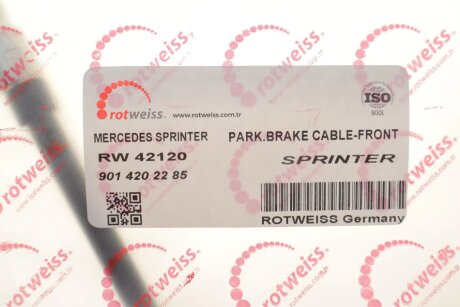 rotweiss.
www.rotweiss.com.tr
ISO
9001
MERCEDES SPRINTER
PARK.BRAKE CABLE-FRONT
RW 42120
SPRINTER
901 420 22 85
ROTWEISS Germany